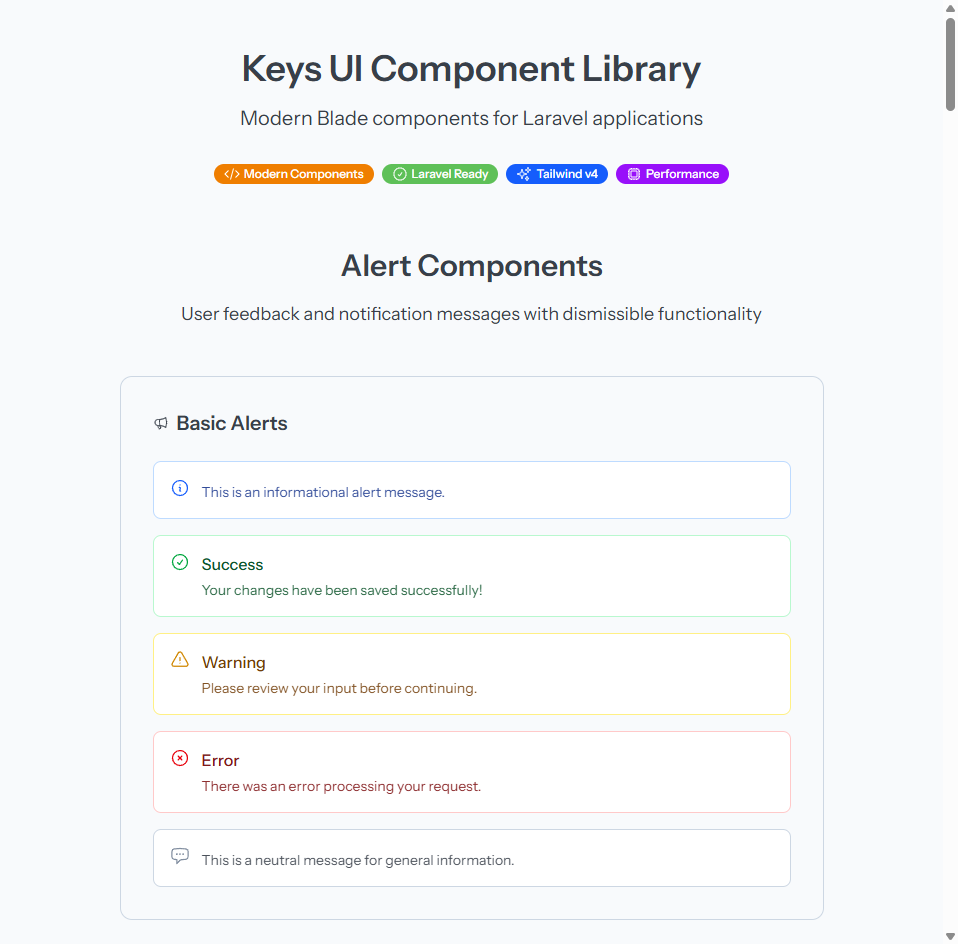 Keys UI Component Library
Modern Blade components for Laravel applications
Modern Components
Laravel Ready
Tailwind v4
Performance
Alert Components
User feedback and notification messages with dismissible functionality
Basic Alerts
This is an informational alert message.
Success
Your changes have been saved successfully!
Warning
Please review your input before continuing.
Error
There was an error processing your request.
This is a neutral message for general information.